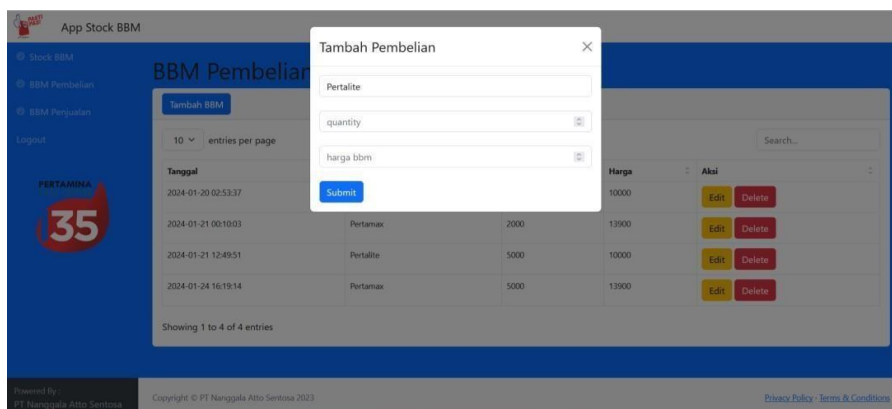 PASTI PAS!
App Stock BBM
Stock BBM
BBM Pembelian
BBM Penjualan
Logout
PERTAMINA
35
BBM Pembelian
Tambah BBM
10 entries per page
Search...
Tanggal Harga Aksi
2024-01-20 02:53:37 10000 Edit Delete
2024-01-21 00:10:03 Pertamax 2000 13900 Edit Delete
2024-01-21 12:49:51 Pertalite 5000 10000 Edit Delete
2024-01-24 16:19:14 Pertamax 5000 13900 Edit Delete
Showing 1 to 4 of 4 entries
Tambah Pembelian
Pertalite
quantity
harga bbm
Submit
Powered By :
PT Nanggala Atto Sentosa
Copyright © PT Nanggala Atto Sentosa 2023
Privacy Policy · Terms & Conditions